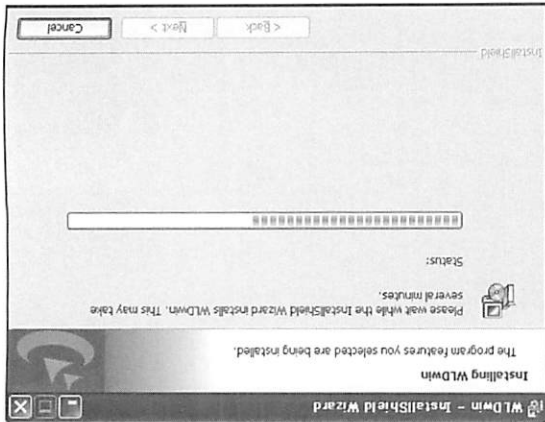 WLDwin - InstallShield Wizard
Installing WLDwin
The program features you selected are being installed.
Please wait while the InstallShield Wizard installs WLDwin. This may take
several minutes.
Status:
InstallShield
< Back
Next >
Cancel